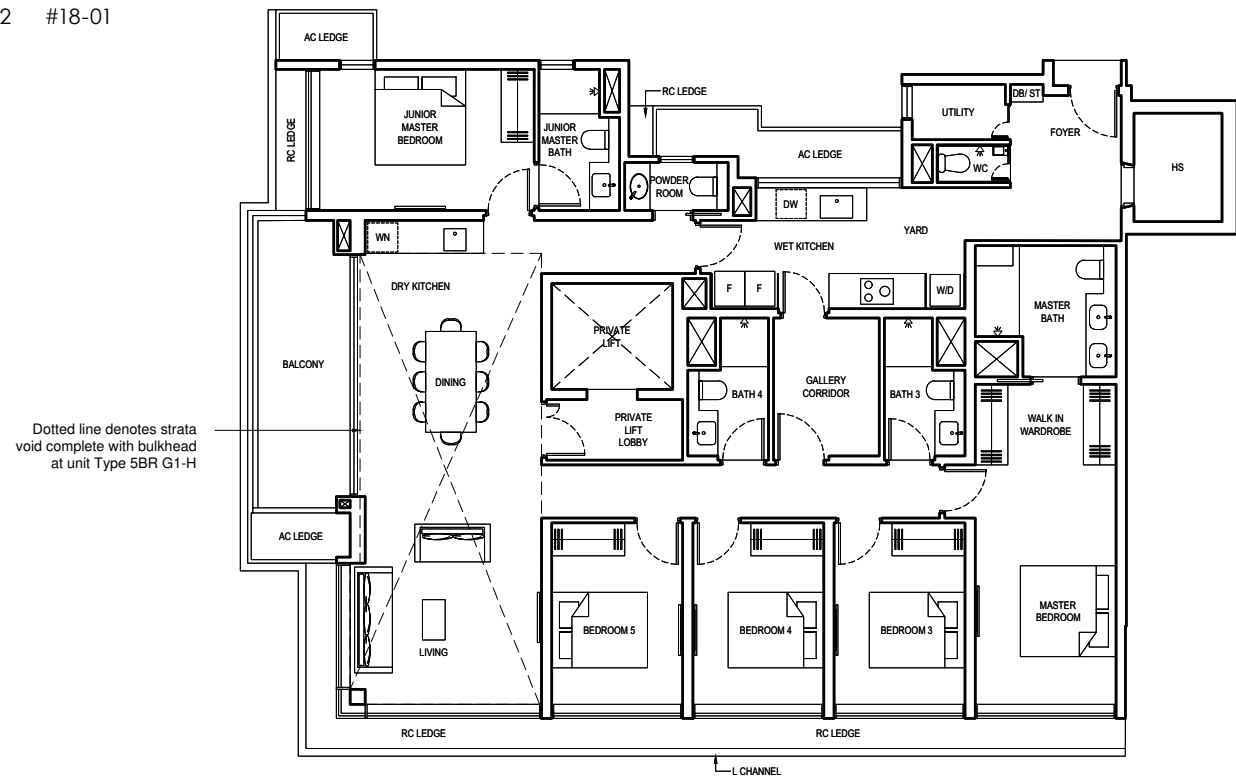 2 #18-01
AC LEDGE
RC LEDGE
JUNIOR
MASTER
BEDROOM
JUNIOR
MASTER
BATH
RC LEDGE
AC LEDGE
POWDER
ROOM
UTILITY
DB/ ST
FOYER
WC
HS
WN
DW
WET KITCHEN
YARD
F
F
W/D
DRY KITCHEN
DINING
BALCONY
PRIVATE
LIFT
PRIVATE
LIFT
LOBBY
BATH 4
GALLERY
CORRIDOR
BATH 3
MASTER
BATH
WALK IN
WARDROBE
Dotted line denotes strata
void complete with bulkhead
at unit Type 5BR G1-H
AC LEDGE
LIVING
BEDROOM 5
BEDROOM 4
BEDROOM 3
MASTER
BEDROOM
RC LEDGE
RC LEDGE
L CHANNEL